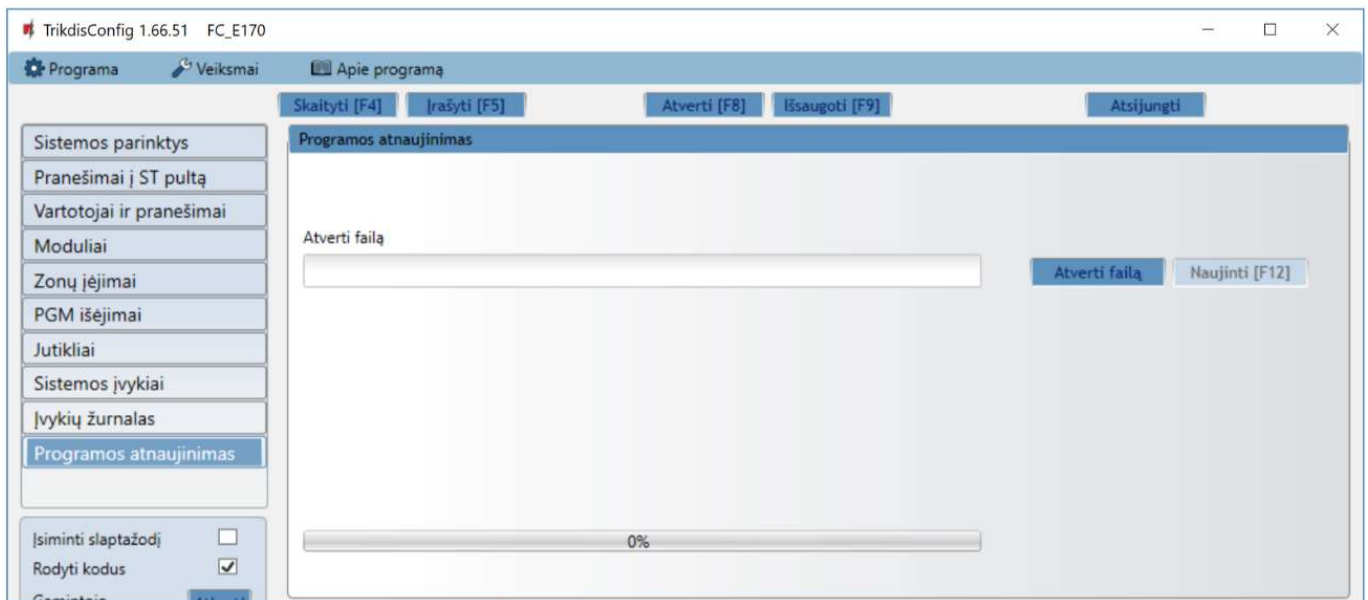 TrikdisConfig 1.66.51 FC_E170
Programa Veiksmai Apie programą
Skaityti [F4] Įrašyti [F5] Atverti [F8] Išsaugoti [F9] Atsijungti
Sistemos parinktys
Pranešimai į ST pultą
Vartotojai ir pranešimai
Moduliai
Zonų įėjimai
PGM išėjimai
Jutikliai
Sistemos įvykiai
Įvykių žurnalas
Programos atnaujinimas
Įsiminti slaptažodį
Rodyti kodus
Programos atnaujinimas
Atverti failą
Atverti failą Naujinti [F12]
0%